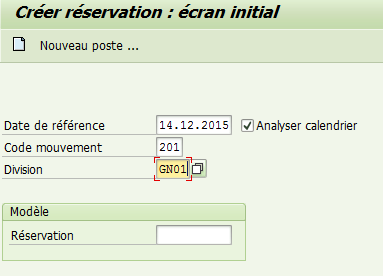 Créer réservation : écran initial
Nouveau poste ...
Date de référence 14.12.2015 Analyser calendrier
Code mouvement 201
Division GN01
Modèle
Réservation